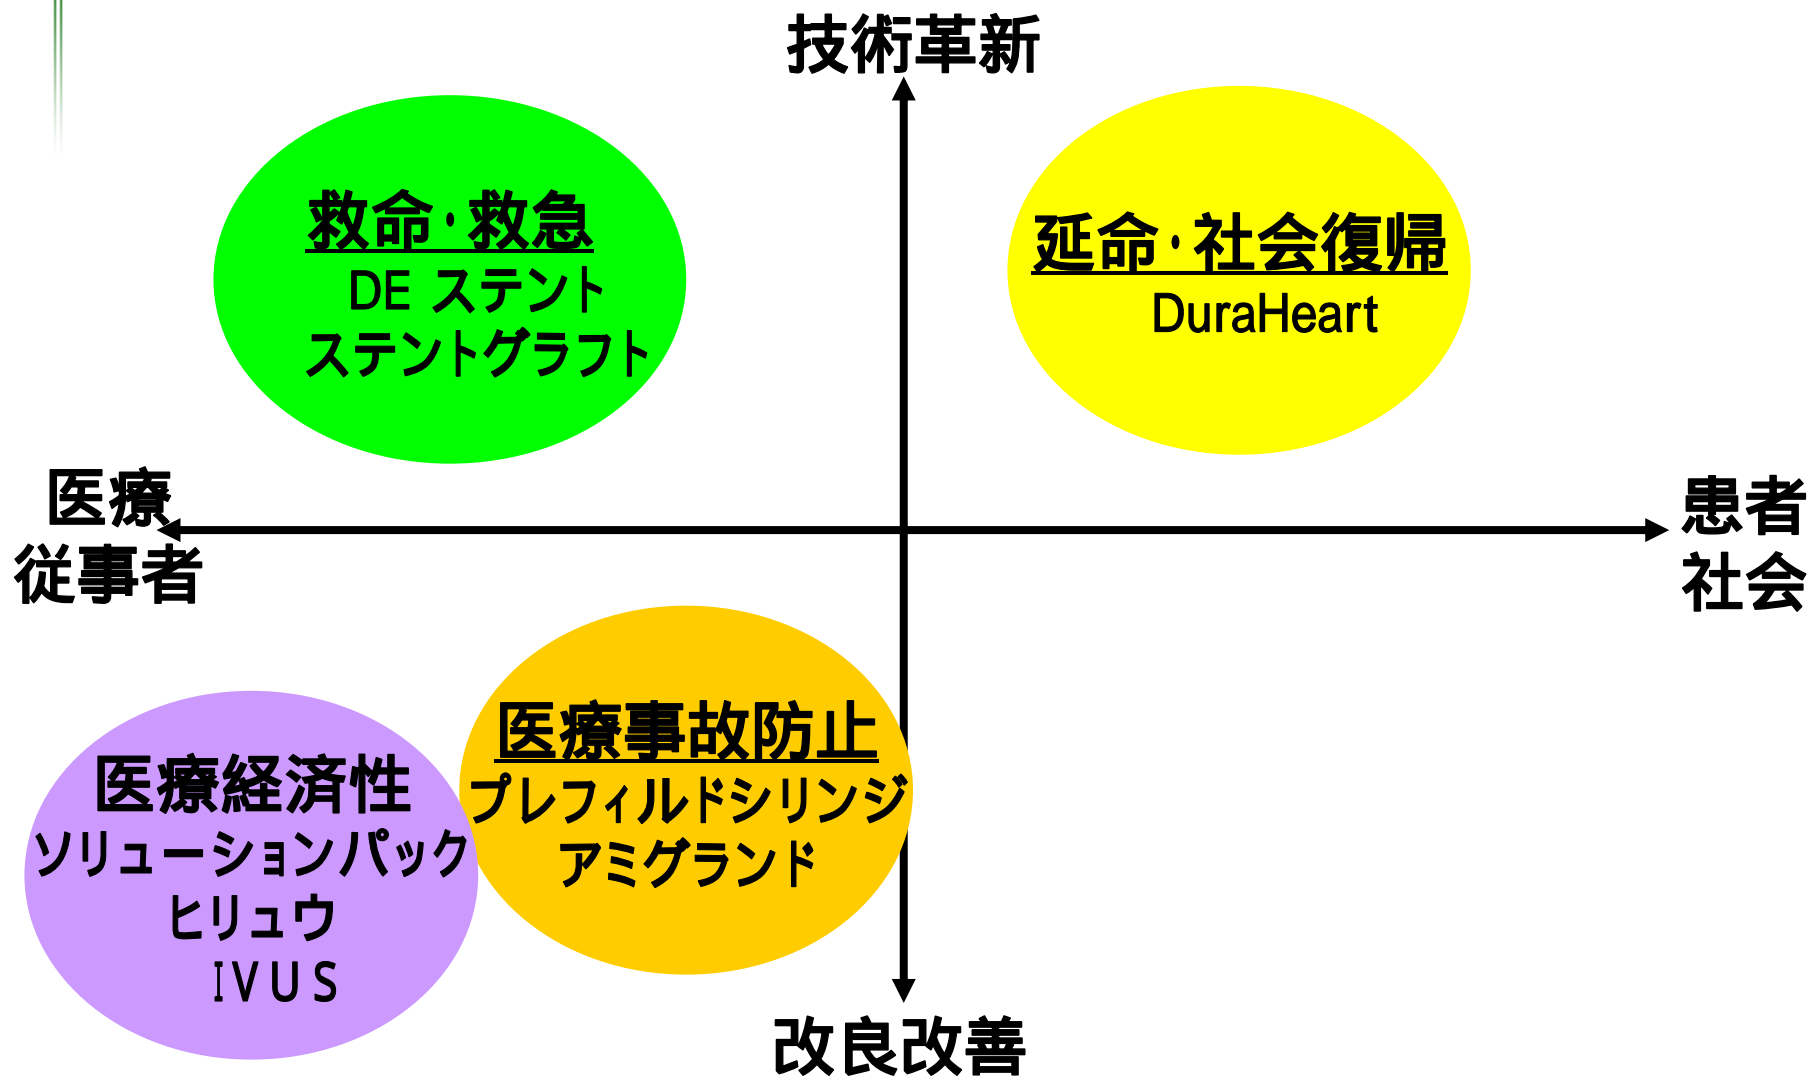 技術革新
救命・救急
DE ステント
ステントグラフト
延命・社会復帰
DuraHeart
医療
従事者
患者
社会
医療事故防止
プレフィルドシリンジ
アミグランド
医療経済性
ソリューションパック
ヒリュウ
IVUS
改良改善